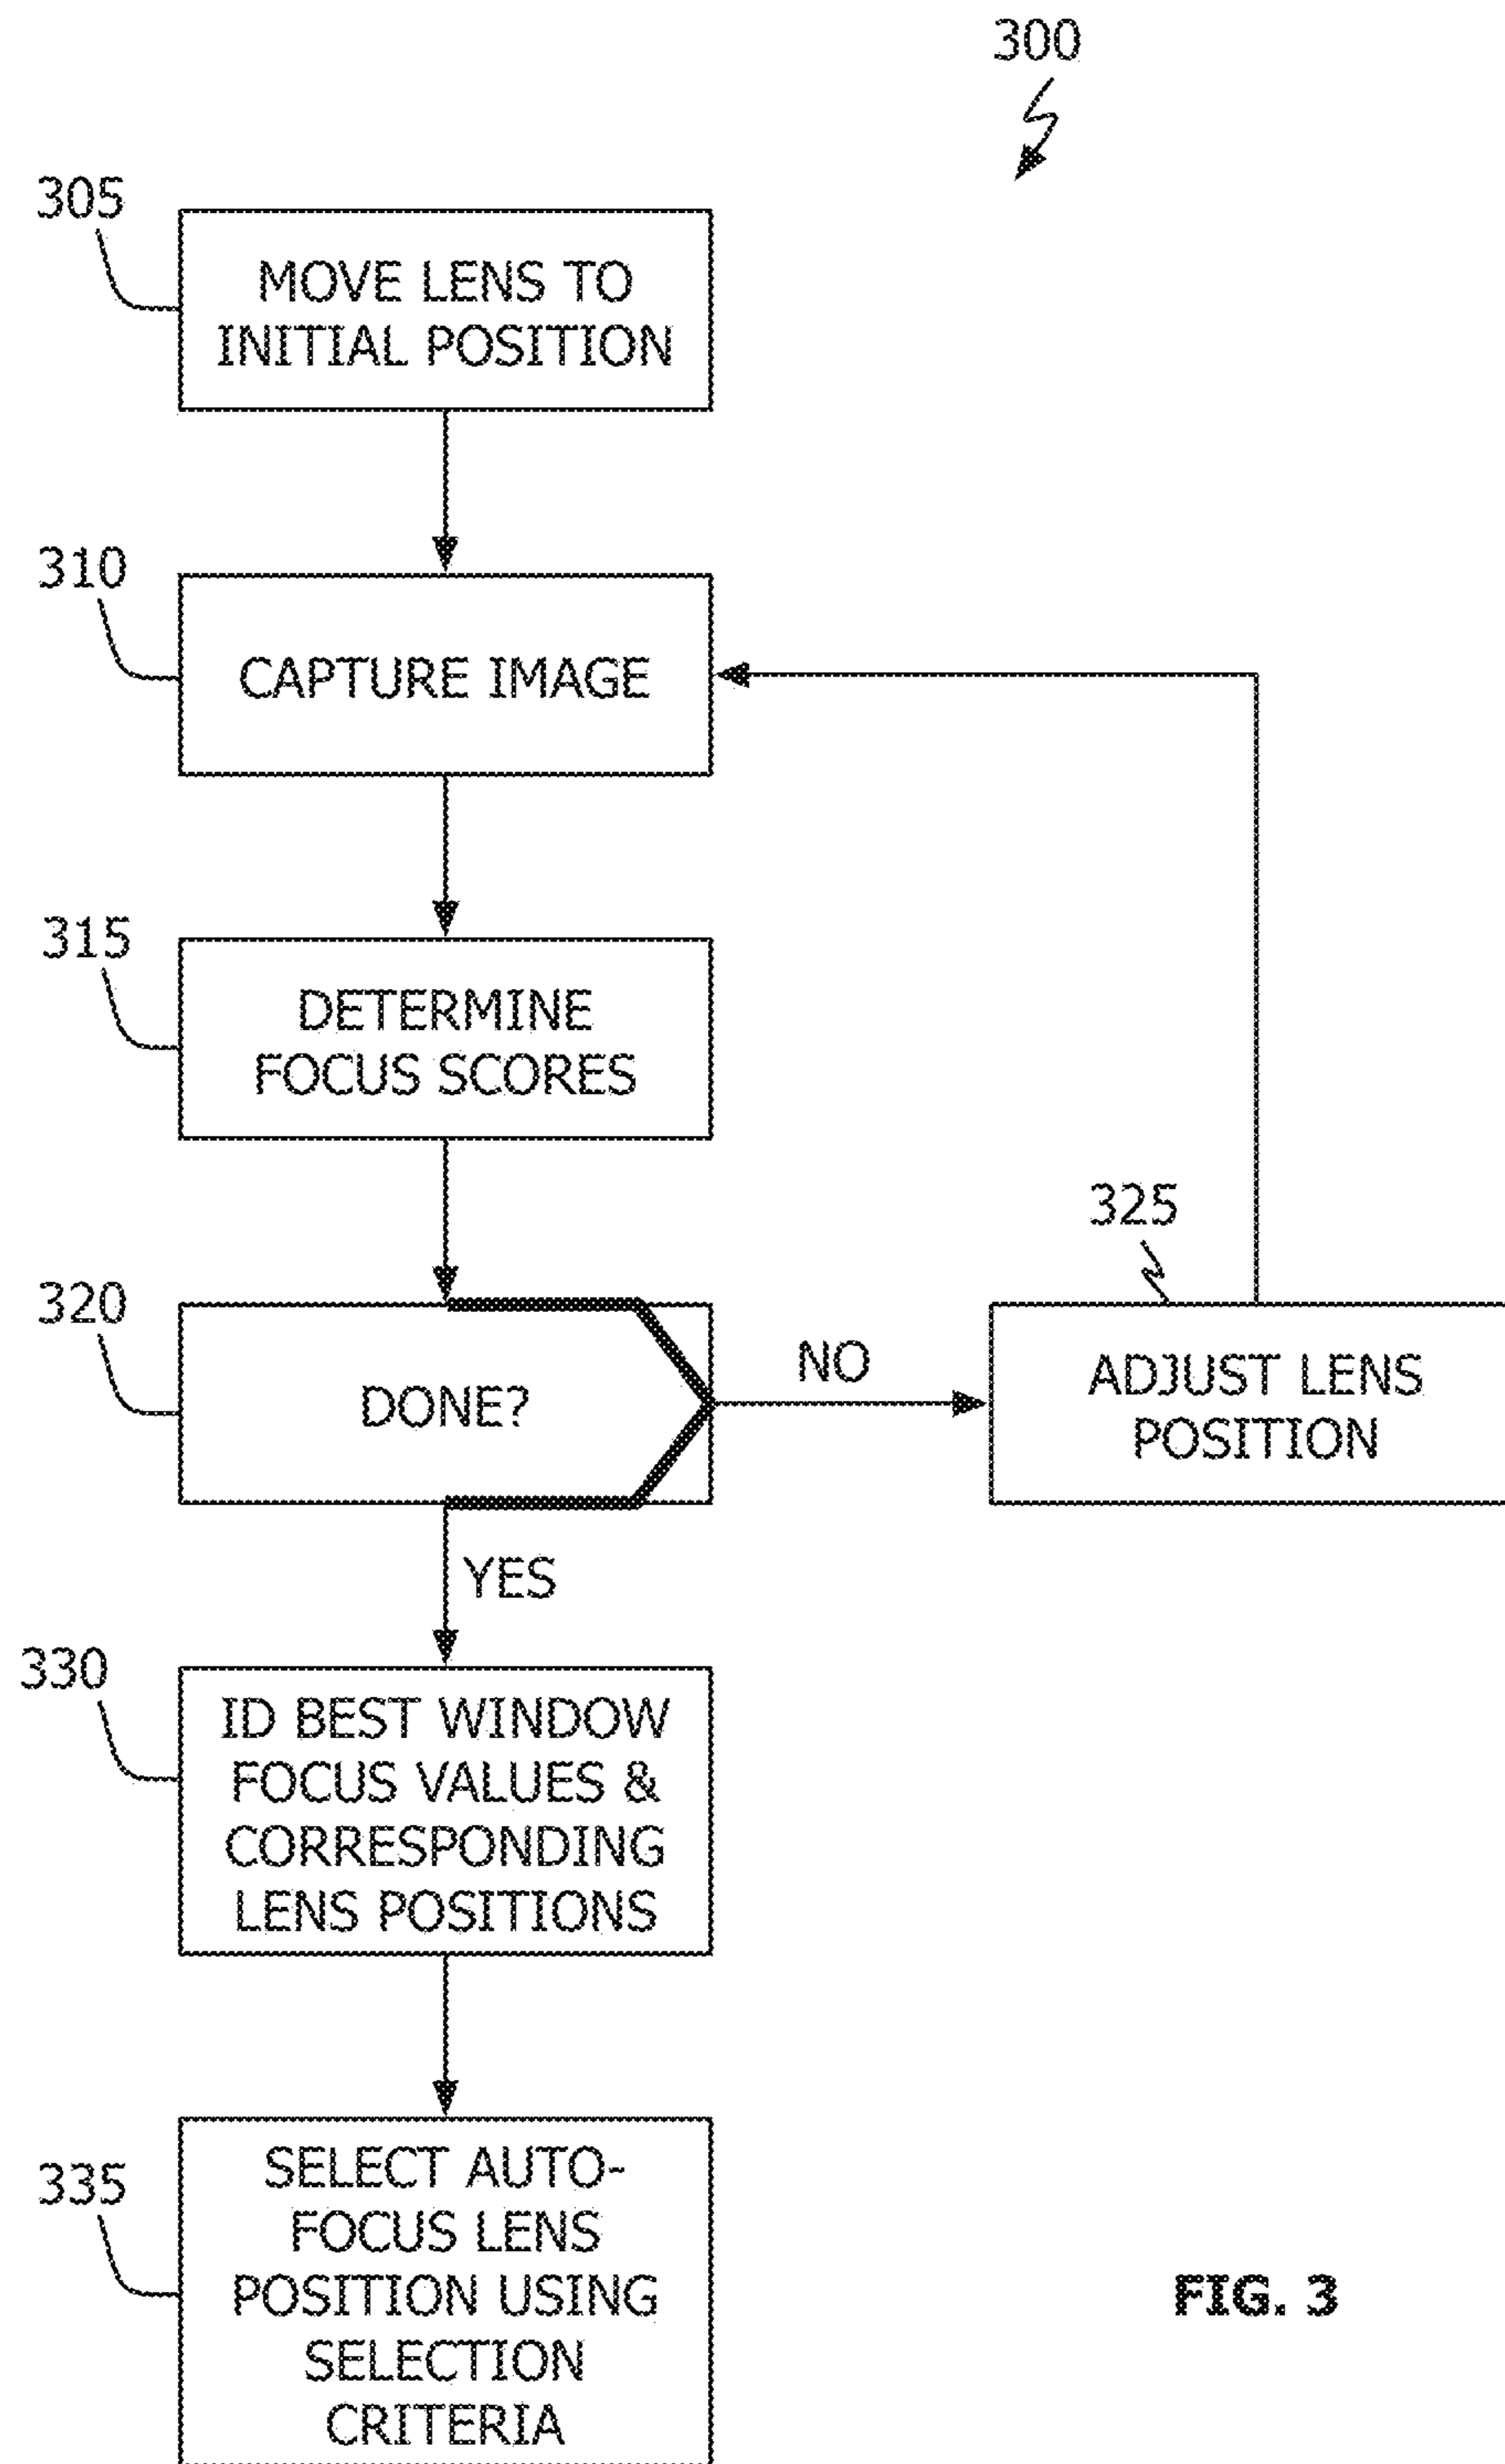 300
305
MOVE LENS TO
INITIAL POSITION
310
CAPTURE IMAGE
315
DETERMINE
FOCUS SCORES
320
DONE?
NO
325
ADJUST LENS
POSITION
YES
330
ID BEST WINDOW
FOCUS VALUES &
CORRESPONDING
LENS POSITIONS
335
SELECT AUTO-
FOCUS LENS
POSITION USING
SELECTION
CRITERIA
FIG. 3